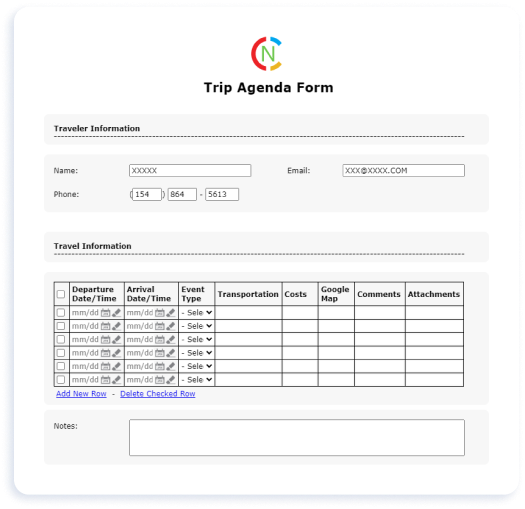 CN
Trip Agenda Form
Traveler Information
Name: XXXXX Email: XXX@XXXX.COM
Phone: (154) 864 - 5613
Travel Information
Departure Date/Time Arrival Date/Time Event Type Transportation Costs Google Map Comments Attachments
mm/dd mm/dd - Sele
mm/dd mm/dd - Sele
mm/dd mm/dd - Sele
mm/dd mm/dd - Sele
mm/dd mm/dd - Sele
mm/dd mm/dd - Sele
Add New Row - Delete Checked Row
Notes: